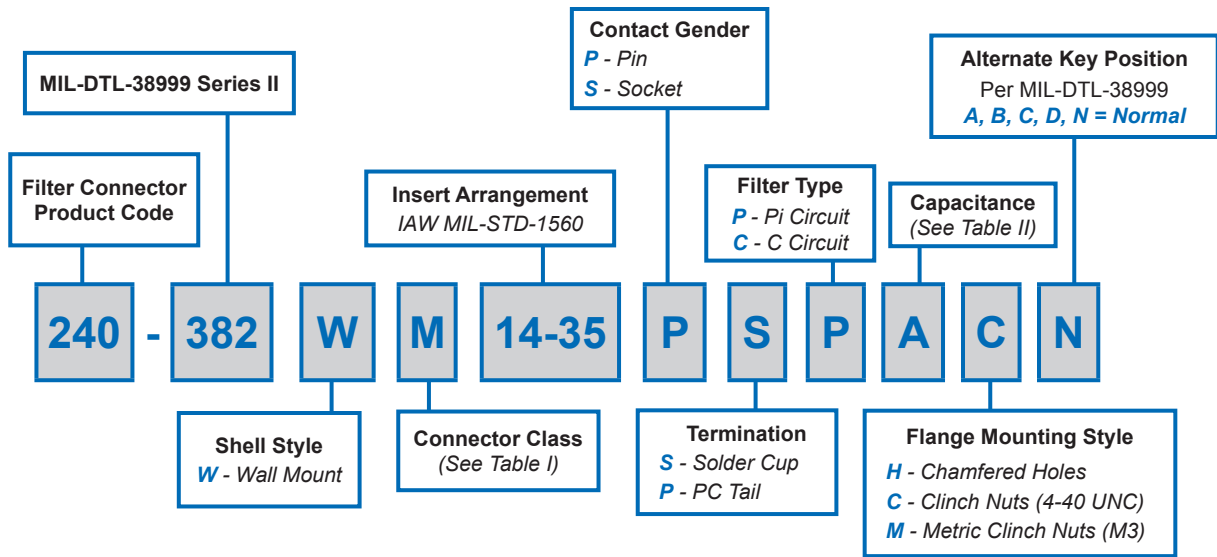 Contact Gender
P - Pin
S - Socket
Alternate Key Position
Per MIL-DTL-38999
A, B, C, D, N = Normal
MIL-DTL-38999 Series II
Filter Connector
Product Code
Insert Arrangement
IAW MIL-STD-1560
Filter Type
P - Pi Circuit
C - C Circuit
Capacitance
(See Table II)
240 - 382 W M 14-35 P S P A C N
Shell Style
W - Wall Mount
Connector Class
(See Table I)
Termination
S - Solder Cup
P - PC Tail
Flange Mounting Style
H - Chamfered Holes
C - Clinch Nuts (4-40 UNC)
M - Metric Clinch Nuts (M3)